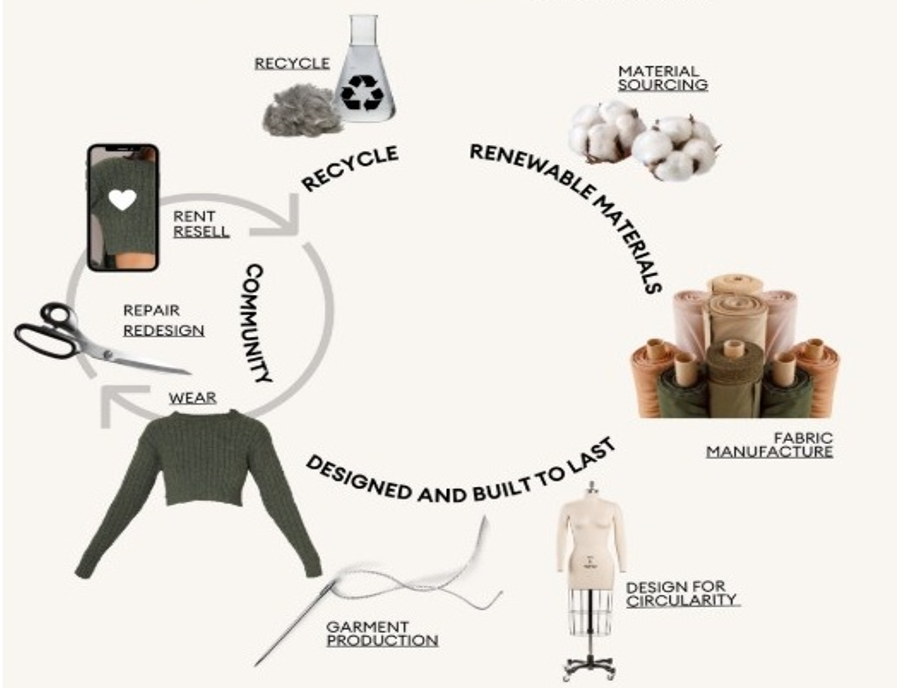 RECYCLE
MATERIAL
SOURCING
RECYCLE
RENEWABLE MATERIALS
RENT
RESELL
COMMUNITY
REPAIR
REDESIGN
WEAR
FABRIC
MANUFACTURE
DESIGNED AND BUILT TO LAST
DESIGN FOR
CIRCULARITY
GARMENT
PRODUCTION